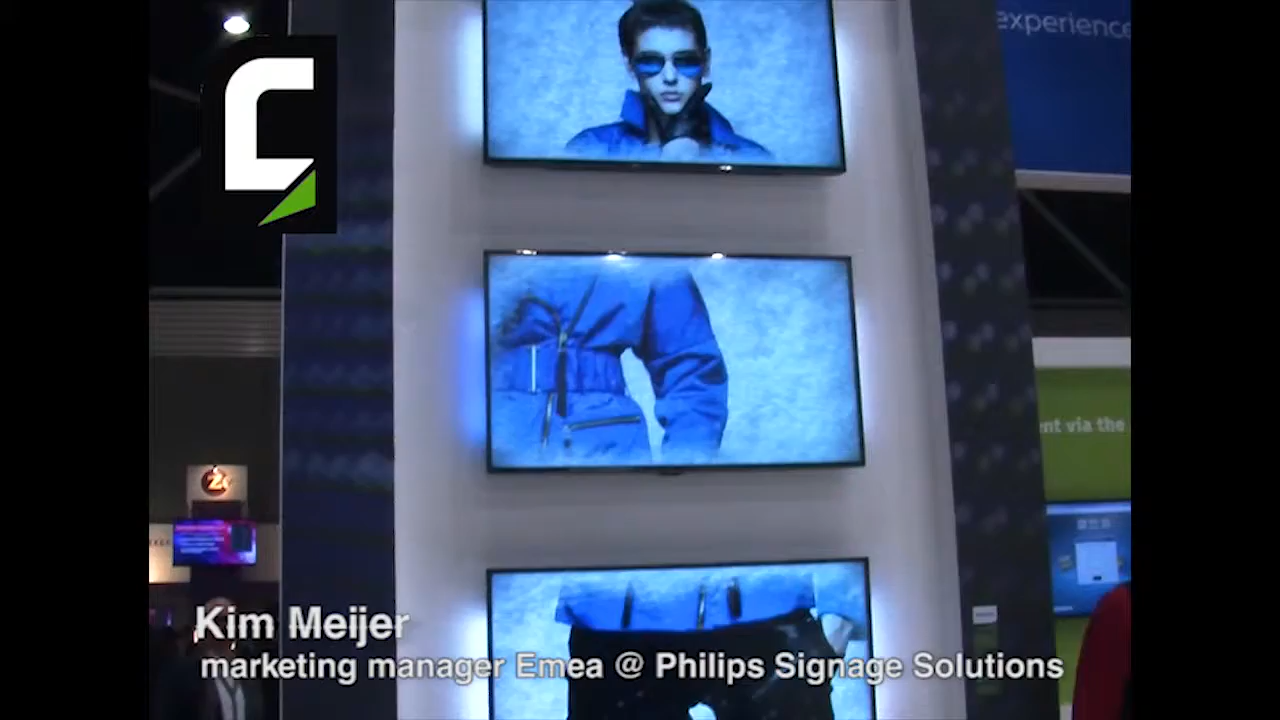 experience
ent via the
Kim Meijer
marketing manager Emea @ Philips Signage Solutions